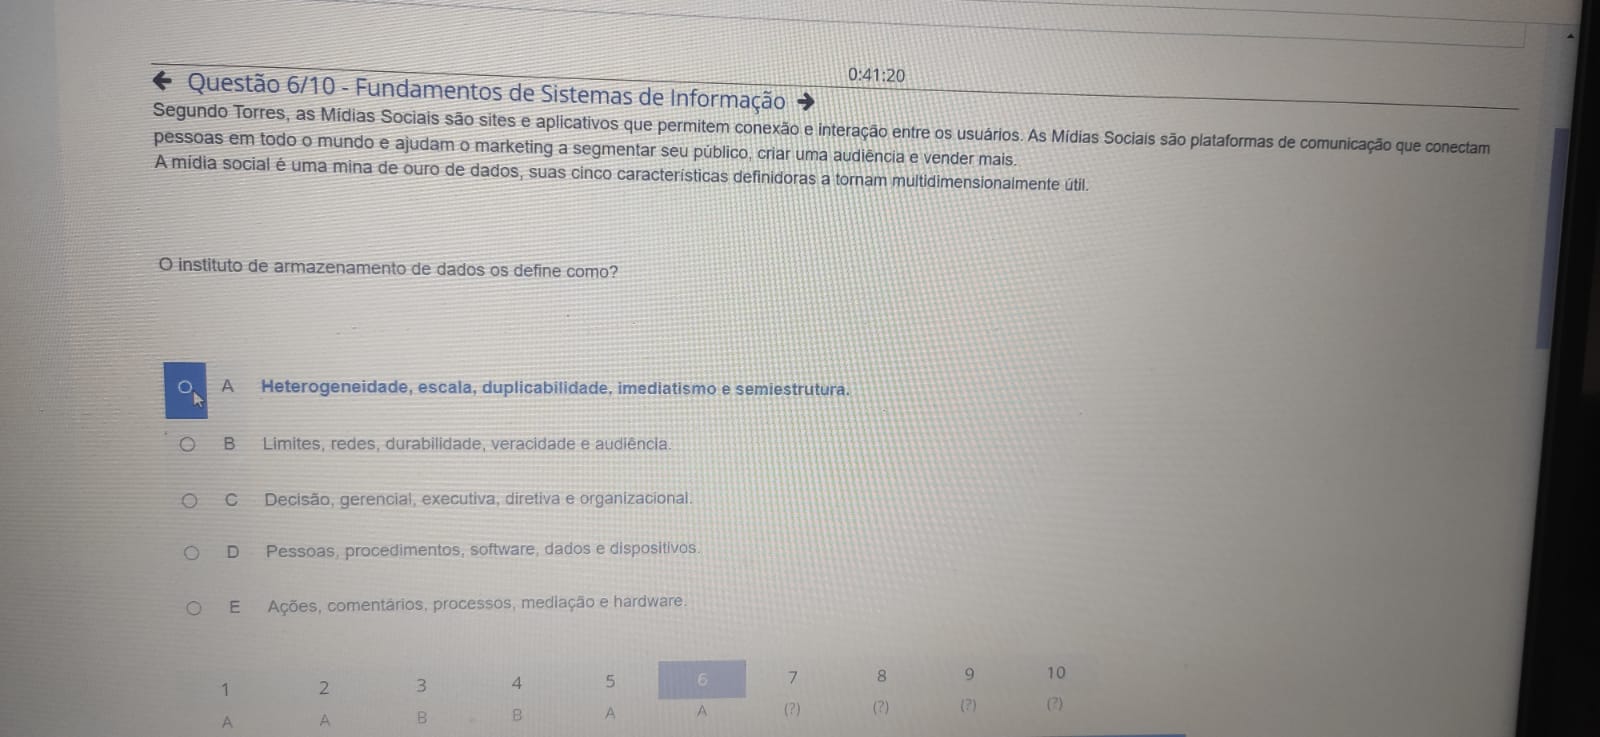 0:41:20
← Questão 6/10 - Fundamentos de Sistemas de Informação →
Segundo Torres, as Mídias Sociais são sites e aplicativos que permitem conexão e interação entre os usuários. As Mídias Sociais são plataformas de comunicação que conectam
pessoas em todo o mundo e ajudam o marketing a segmentar seu público, criar uma audiência e vender mais.
A mídia social é uma mina de ouro de dados, suas cinco características definidoras a tornam multidimensionalmente útil.
O instituto de armazenamento de dados os define como?
A Heterogeneidade, escala, duplicabilidade, imediatismo e semiestrutura.
B Limites, redes, durabilidade, veracidade e audiência.
C Decisão, gerencial, executiva, diretiva e organizacional.
D Pessoas, procedimentos, software, dados e dispositivos.
E Ações, comentários, processos, mediação e hardware.
1 2 3 4 5 6 7 8 9 10
A A B B A A (?) (?) (?) (?)